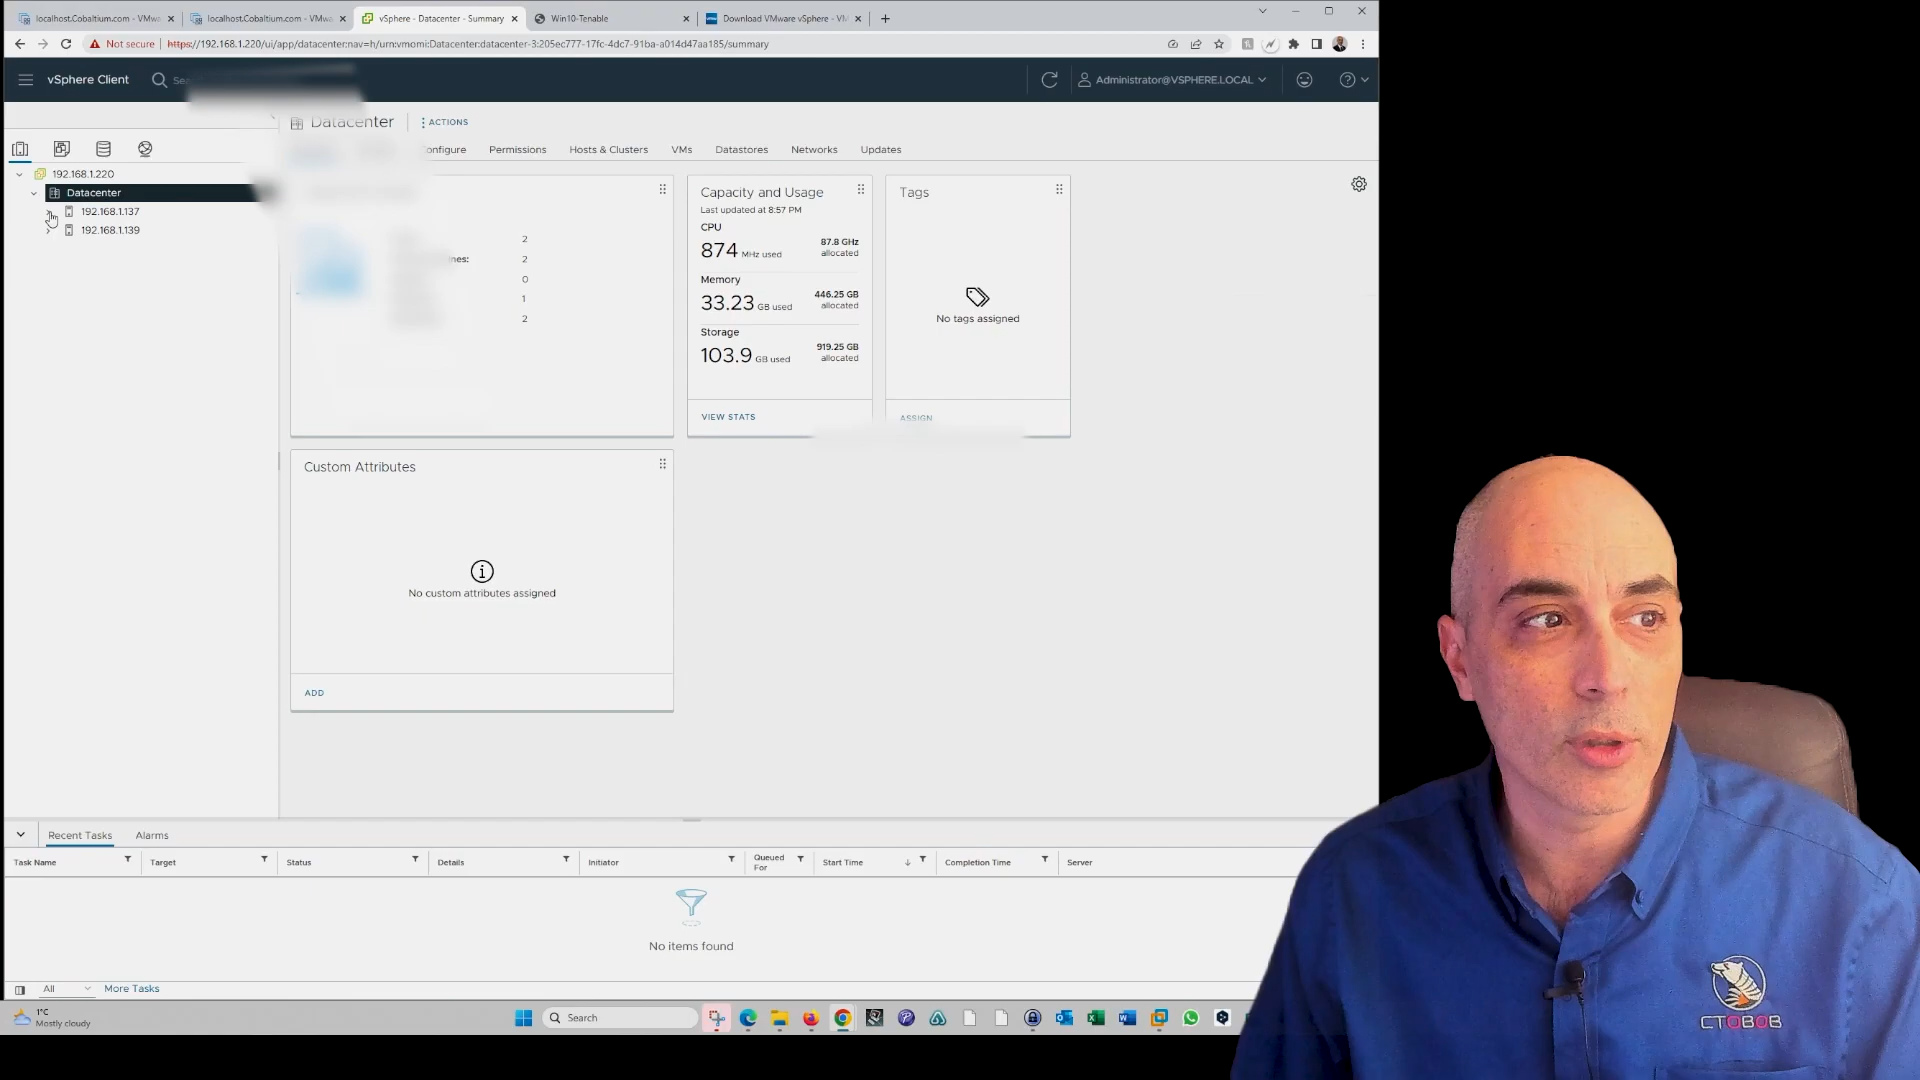 localhost.Cobaltium.com - VMwa
localhost.Cobaltium.com - VMwa
vSphere - Datacenter - Summary
Win10-Tenable
Download VMware vSphere - VM
Not secure
https://192.168.1.220/ui/app/datacenter;nav=h/urn:vmomi:Datacenter:datacenter-3:205ec777-17fc-4dc7-91ba-a014d47aa185/summary
vSphere Client
Administrator@VSPHERE.LOCAL
Datacenter
ACTIONS
onfigure
Permissions
Hosts & Clusters
VMs
Datastores
Networks
Updates
192.168.1.220
Datacenter
192.168.1.137
192.168.1.139
2
nes:
2
0
1
2
Capacity and Usage
Last updated at 8:57 PM
CPU
874 MHz used
87.8 GHz
allocated
Memory
33.23 GB used
446.25 GB
allocated
Storage
103.9 GB used
919.25 GB
allocated
VIEW STATS
Tags
No tags assigned
ASSIGN
Custom Attributes
No custom attributes assigned
ADD
Recent Tasks
Alarms
Task Name
Target
Status
Details
Initiator
Queued
For
Start Time
Completion Time
Server
No items found
All
More Tasks
1°C
Mostly cloudy
Search
CTOBOB